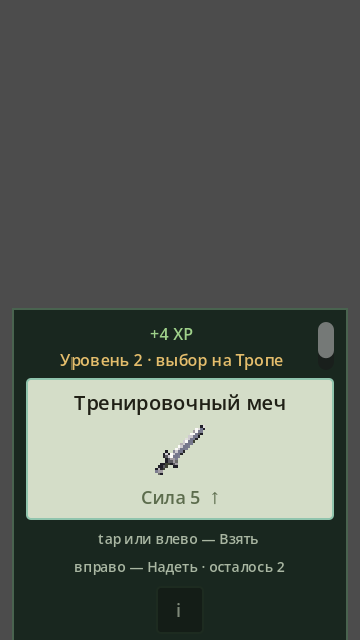 +4 XP
Уровень 2 · выбор на Тропе
Тренировочный меч
Сила 5 ↑
tap или влево — Взять
вправо — Надеть · осталось 2
i